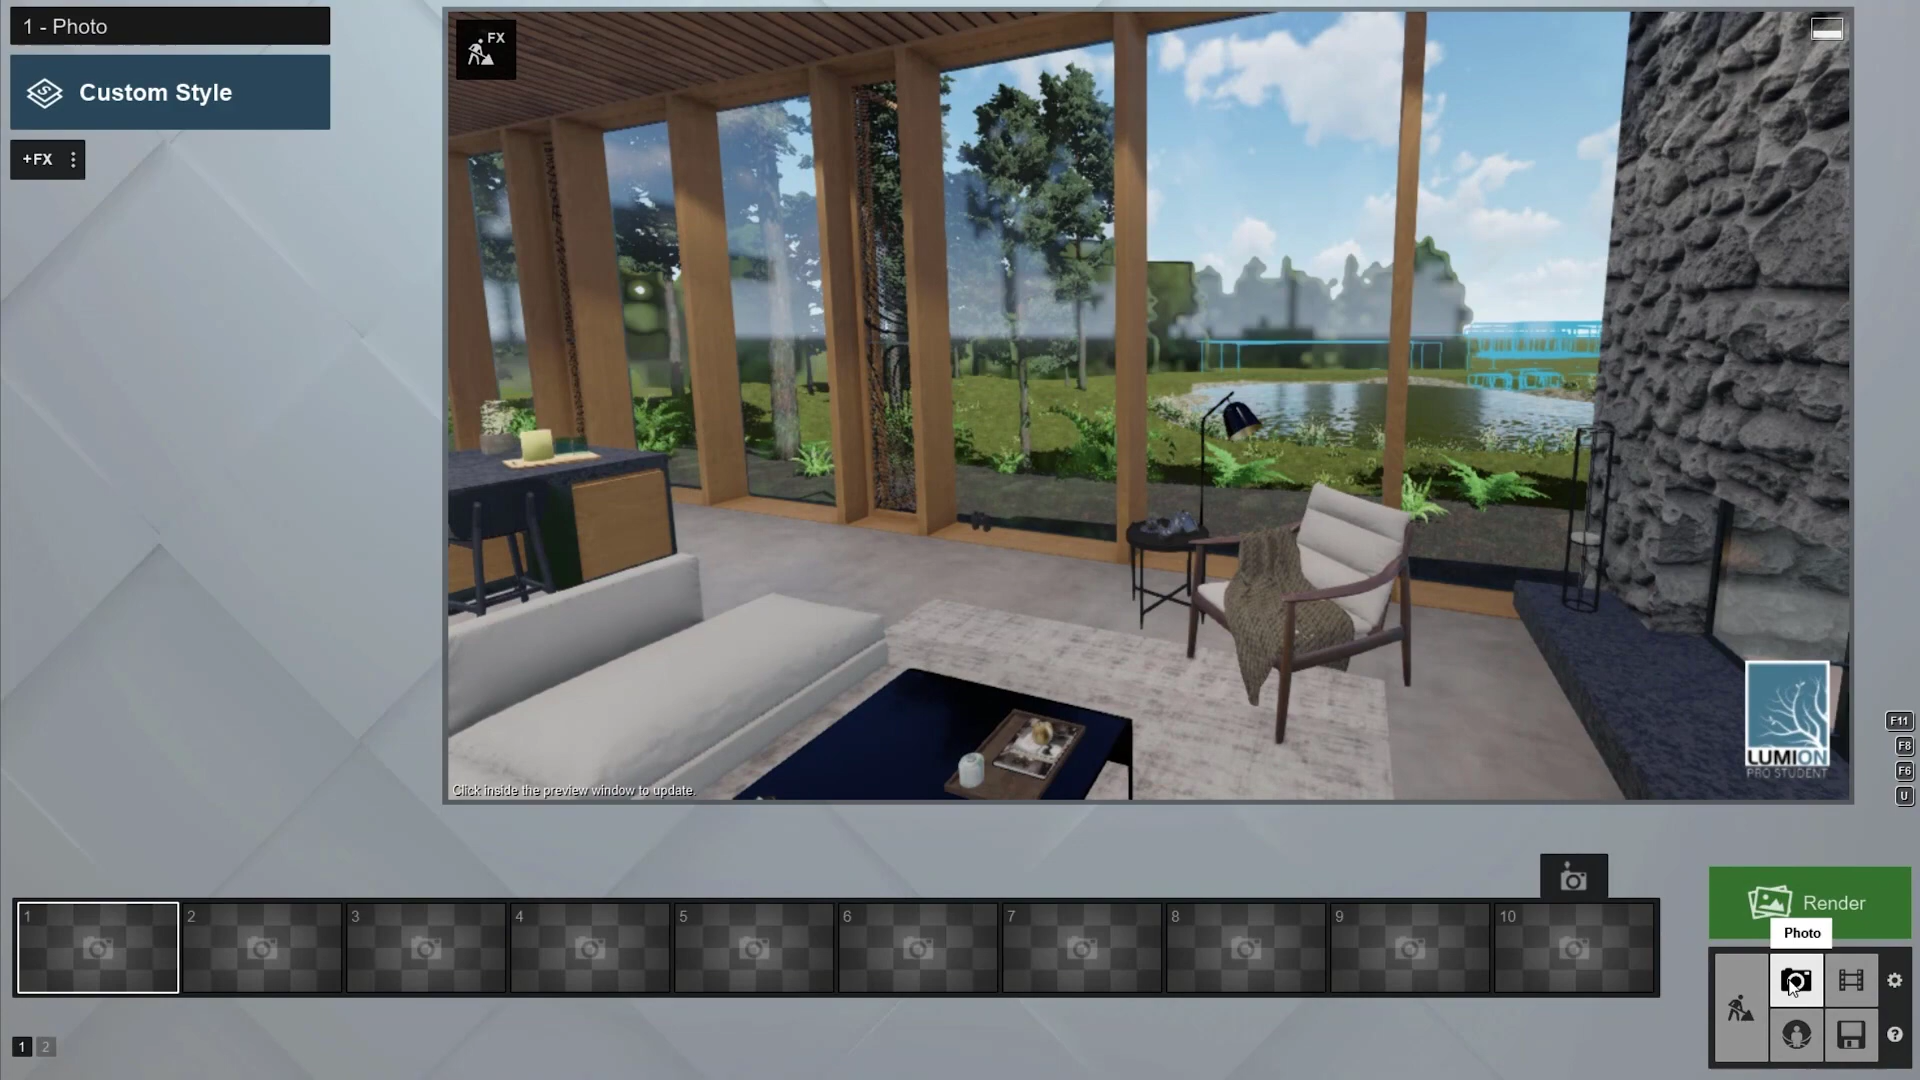 1 - Photo
Custom Style
+FX
FX
Click inside the preview window to update.
LUMION
PRO STUDENT
F11
F8
F6
U
Render
Photo
1
2
3
4
5
6
7
8
9
10
1
2
?